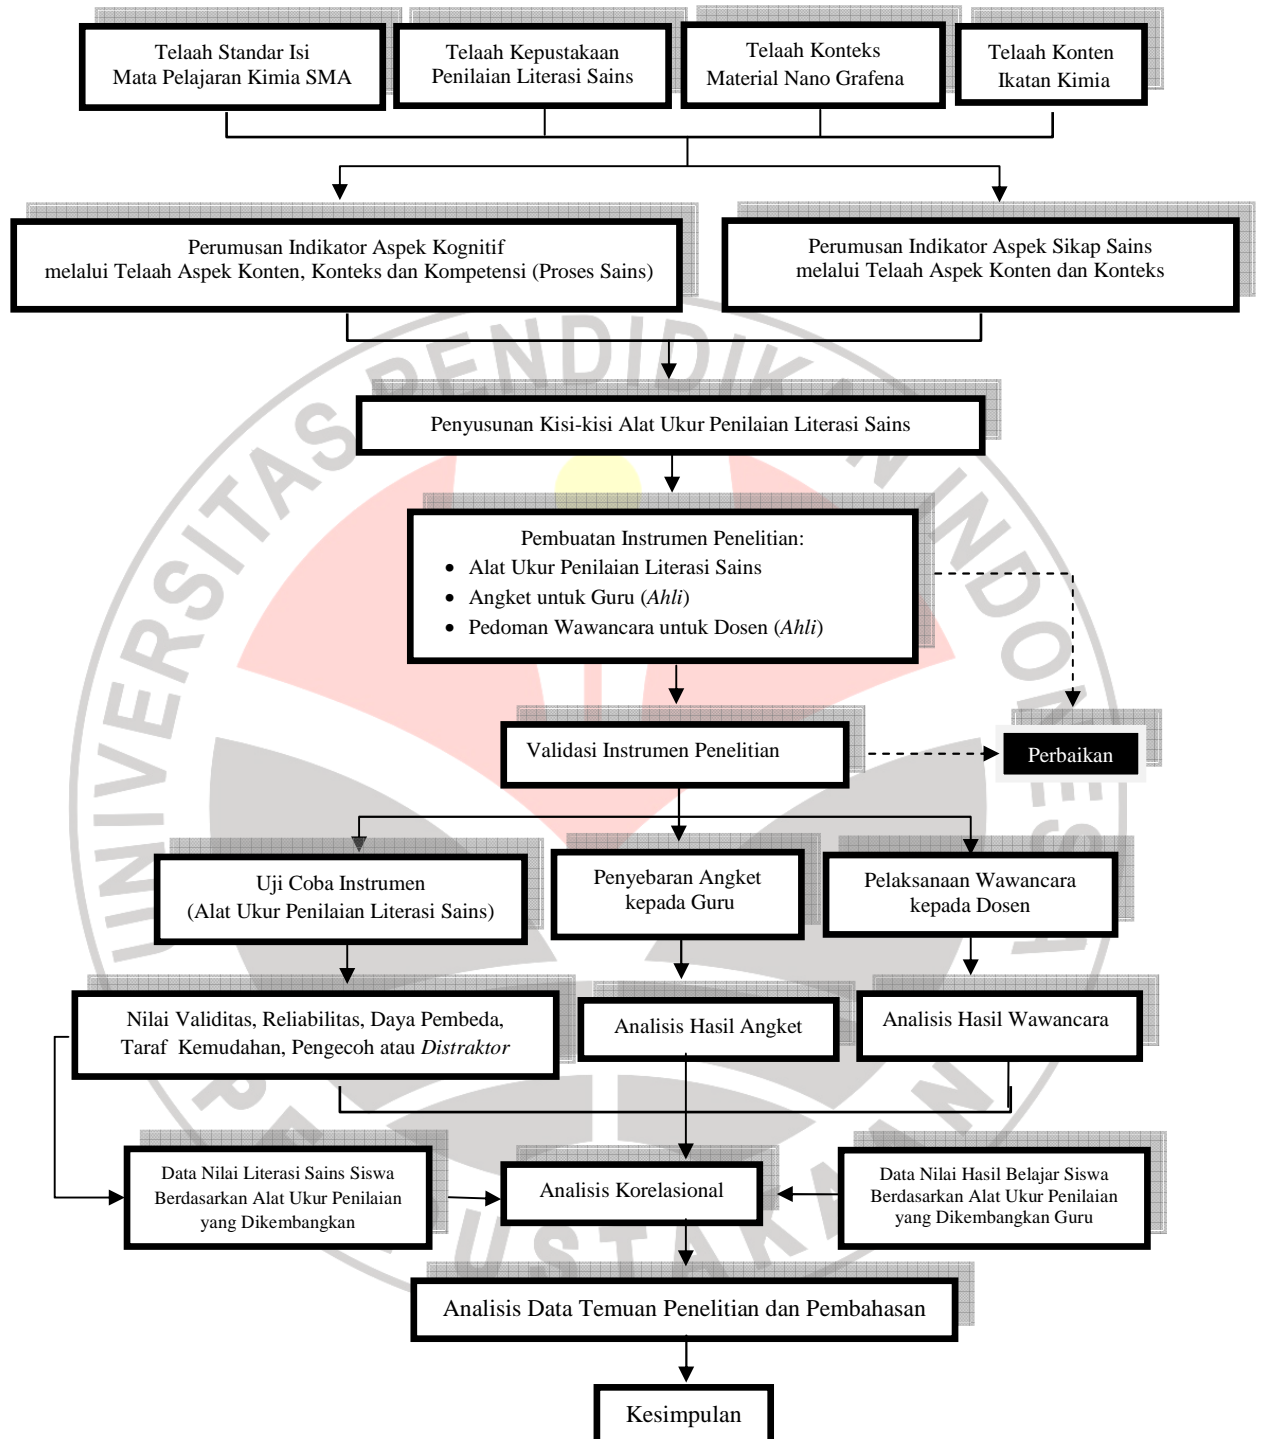 Telaah Standar Isi
Mata Pelajaran Kimia SMA
Telaah Kepustakaan
Penilaian Literasi Sains
Telaah Konteks
Material Nano Grafena
Telaah Konten
Ikatan Kimia
Perumusan Indikator Aspek Kognitif
melalui Telaah Aspek Konten, Konteks dan Kompetensi (Proses Sains)
Perumusan Indikator Aspek Sikap Sains
melalui Telaah Aspek Konten dan Konteks
Penyusunan Kisi-kisi Alat Ukur Penilaian Literasi Sains
Pembuatan Instrumen Penelitian:
• Alat Ukur Penilaian Literasi Sains
• Angket untuk Guru (Ahli)
• Pedoman Wawancara untuk Dosen (Ahli)
Validasi Instrumen Penelitian
Perbaikan
Uji Coba Instrumen
(Alat Ukur Penilaian Literasi Sains)
Penyebaran Angket
kepada Guru
Pelaksanaan Wawancara
kepada Dosen
Nilai Validitas, Reliabilitas, Daya Pembeda,
Taraf Kemudahan, Pengecoh atau Distraktor
Analisis Hasil Angket
Analisis Hasil Wawancara
Data Nilai Literasi Sains Siswa
Berdasarkan Alat Ukur Penilaian
yang Dikembangkan
Analisis Korelasional
Data Nilai Hasil Belajar Siswa
Berdasarkan Alat Ukur Penilaian
yang Dikembangkan Guru
Analisis Data Temuan Penelitian dan Pembahasan
Kesimpulan
UNIVERSITAS PENDIDIKAN INDONESIA